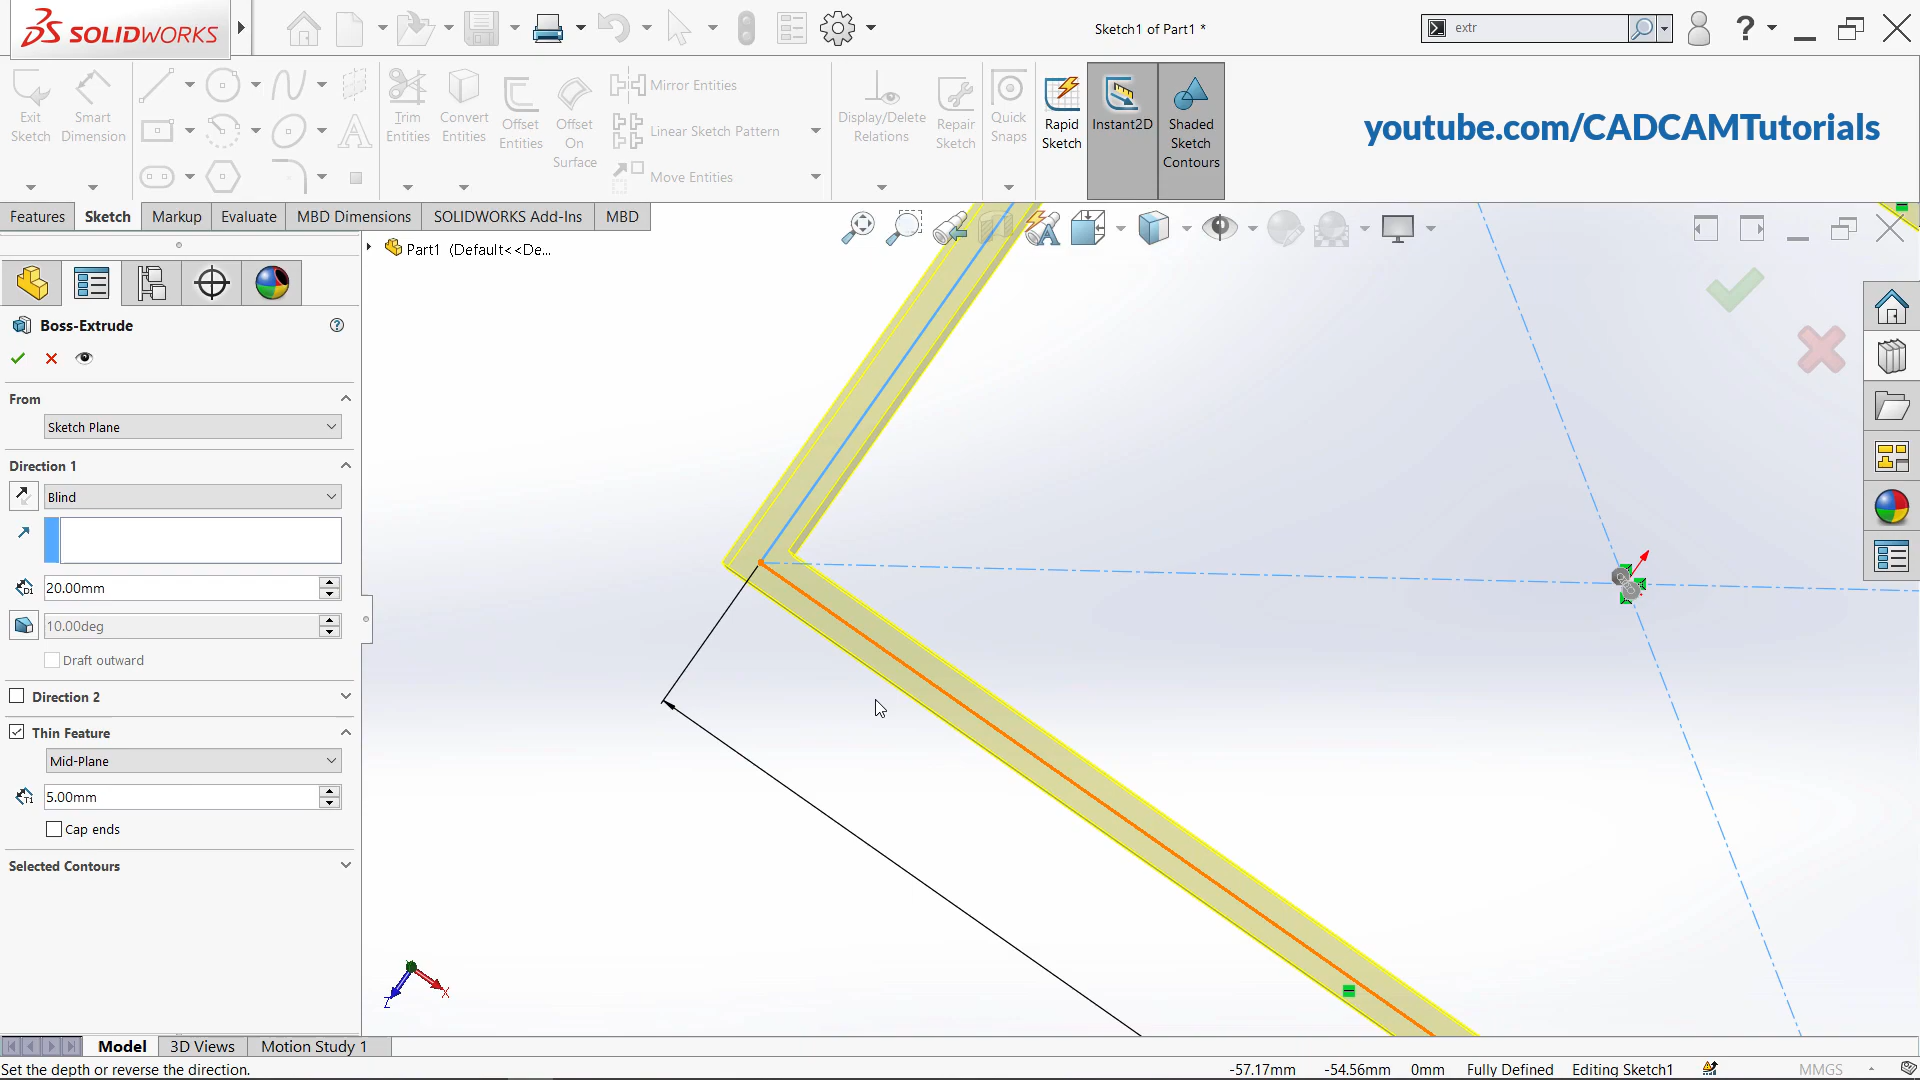 SOLIDWORKS
Sketch1 of Part1 *
extr
?
Exit Sketch
Smart Dimension
Trim Entities
Convert Entities
Offset Entities
Offset On Surface
Mirror Entities
Linear Sketch Pattern
Move Entities
Display/Delete Relations
Repair Sketch
Quick Snaps
Rapid Sketch
Instant2D
Shaded Sketch Contours
youtube.com/CADCAMTutorials
Features
Sketch
Markup
Evaluate
MBD Dimensions
SOLIDWORKS Add-Ins
MBD
Part1 (Default<<De...
Boss-Extrude
From
Sketch Plane
Direction 1
Blind
20.00mm
10.00deg
Draft outward
Direction 2
Thin Feature
Mid-Plane
5.00mm
Cap ends
Selected Contours
Z
X
Model
3D Views
Motion Study 1
Set the depth or reverse the direction.
-57.17mm
-54.56mm
0mm
Fully Defined
Editing Sketch1
MMGS